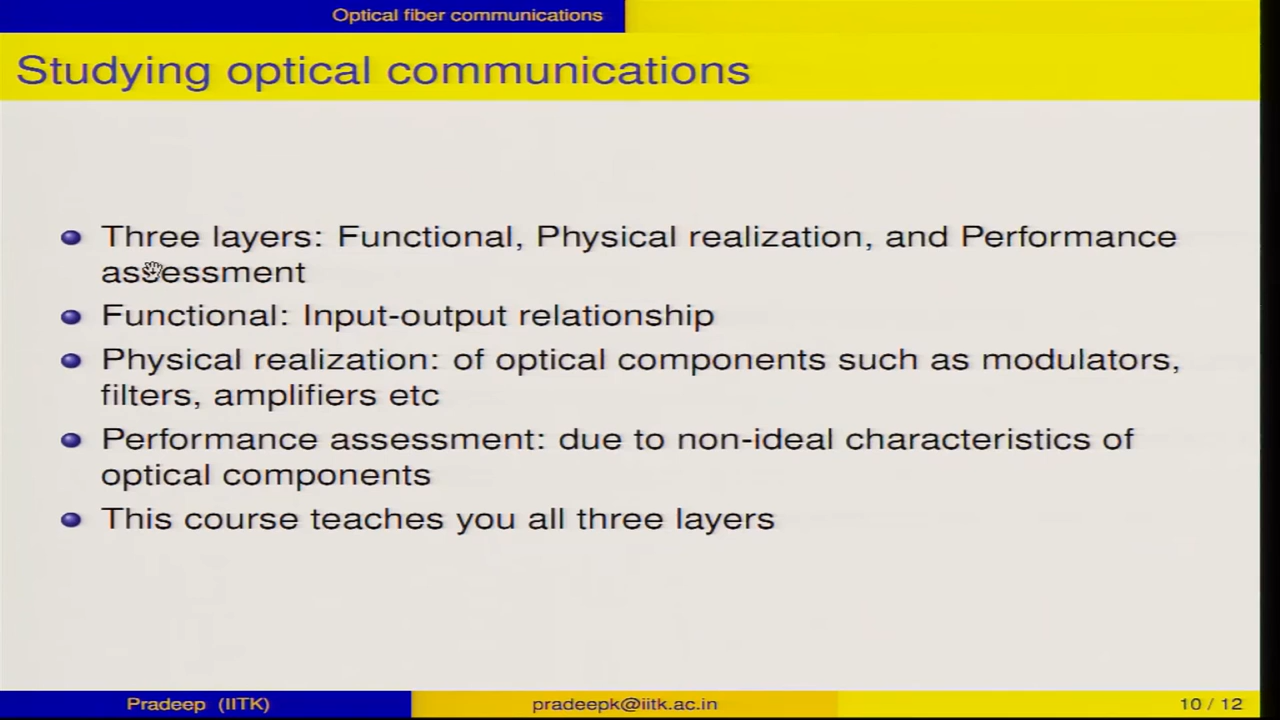 Optical fiber communications
Studying optical communications
Three layers: Functional, Physical realization, and Performance
assessment
Functional: Input-output relationship
Physical realization: of optical components such as modulators,
filters, amplifiers etc
Performance assessment: due to non-ideal characteristics of
optical components
This course teaches you all three layers
Pradeep (IITK)
pradeepk@iitk.ac.in
10 / 12